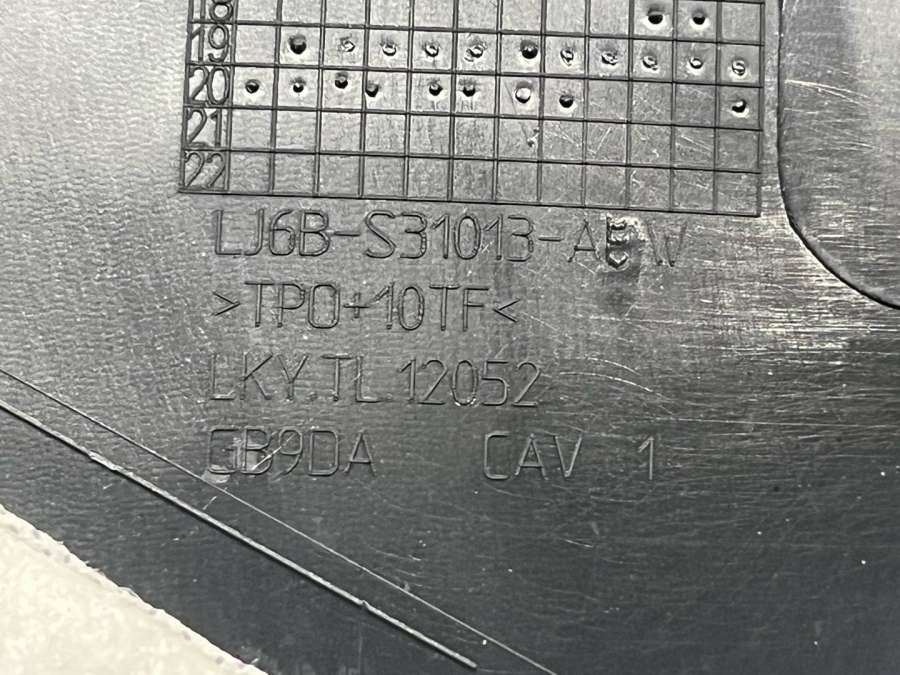 18
19
20
21
22
LJ6B-S31013-AEW
>TPO+10TF<
LKY.TL 12052
GB9DA CAV 1